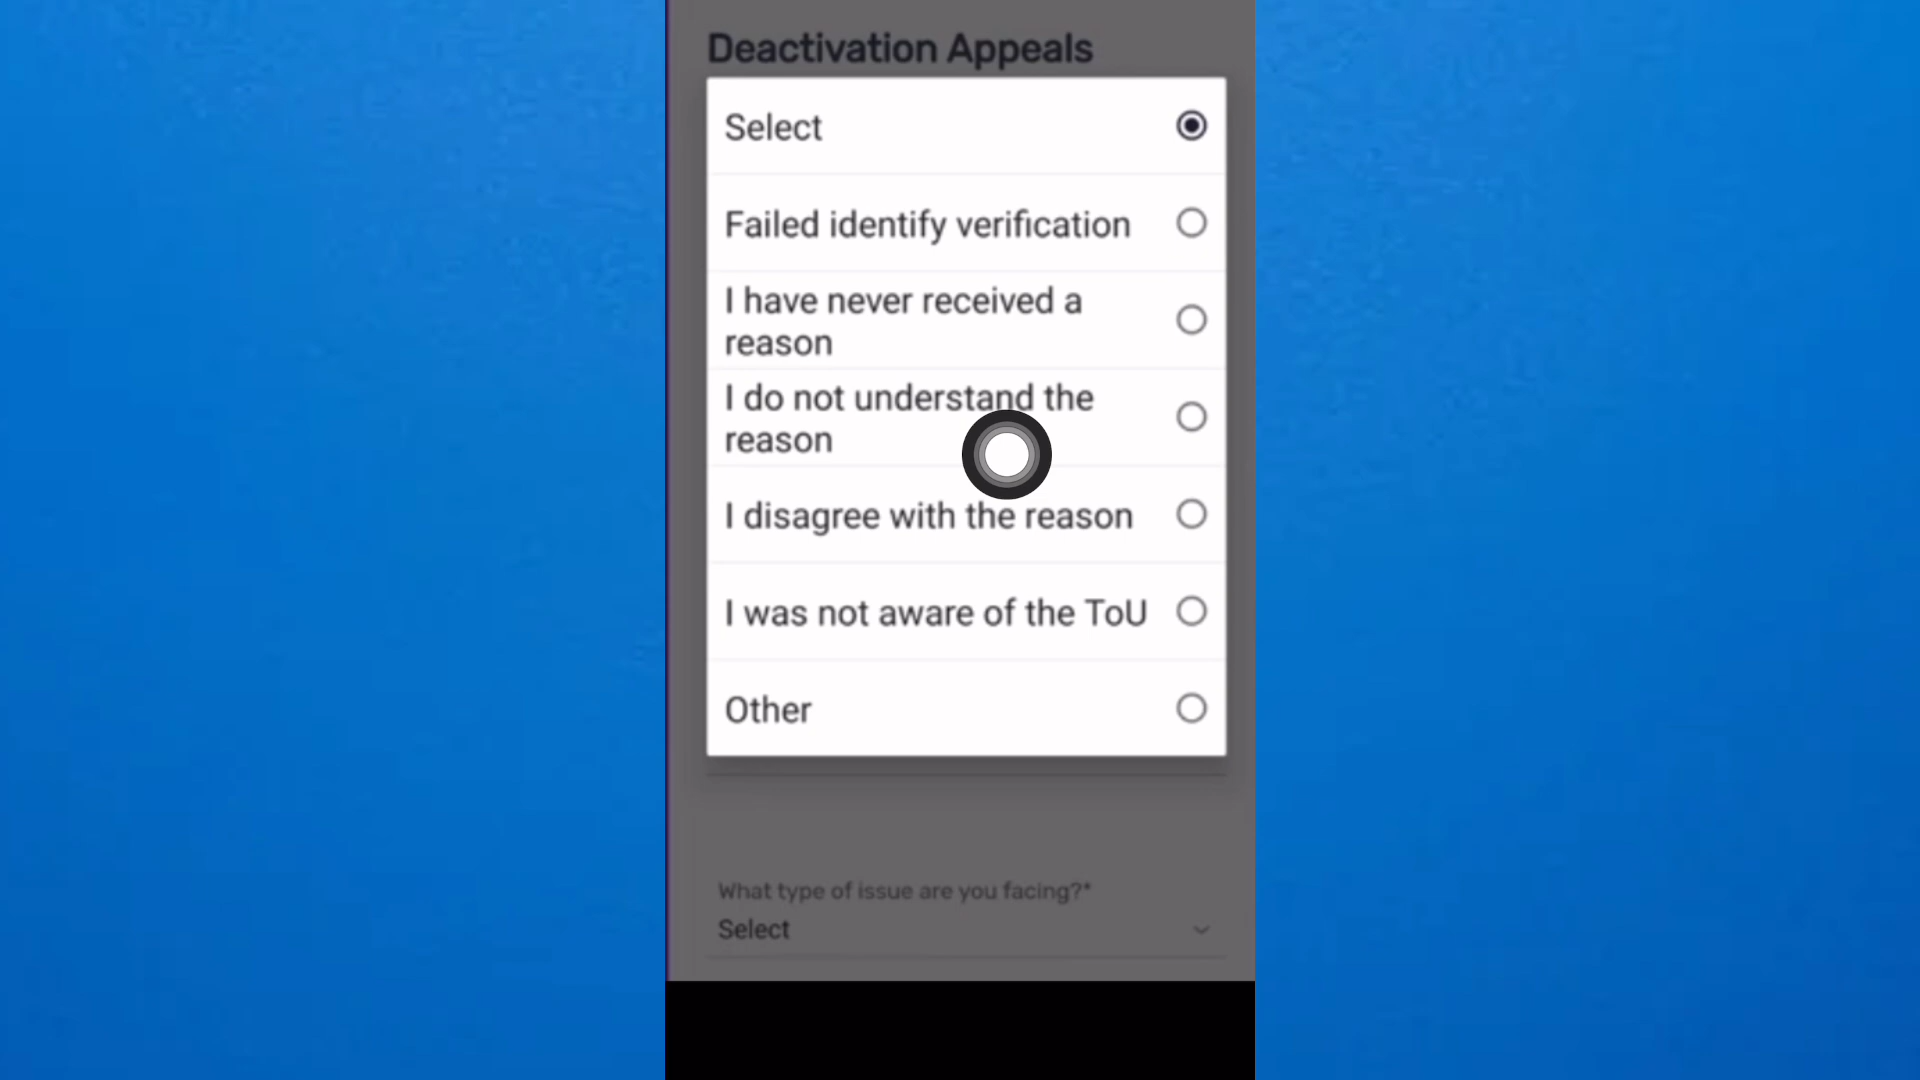 Deactivation Appeals
Select
Failed identify verification
I have never received a
reason
I do not understand the
reason
I disagree with the reason
I was not aware of the ToU
Other
What type of issue are you facing?*
Select